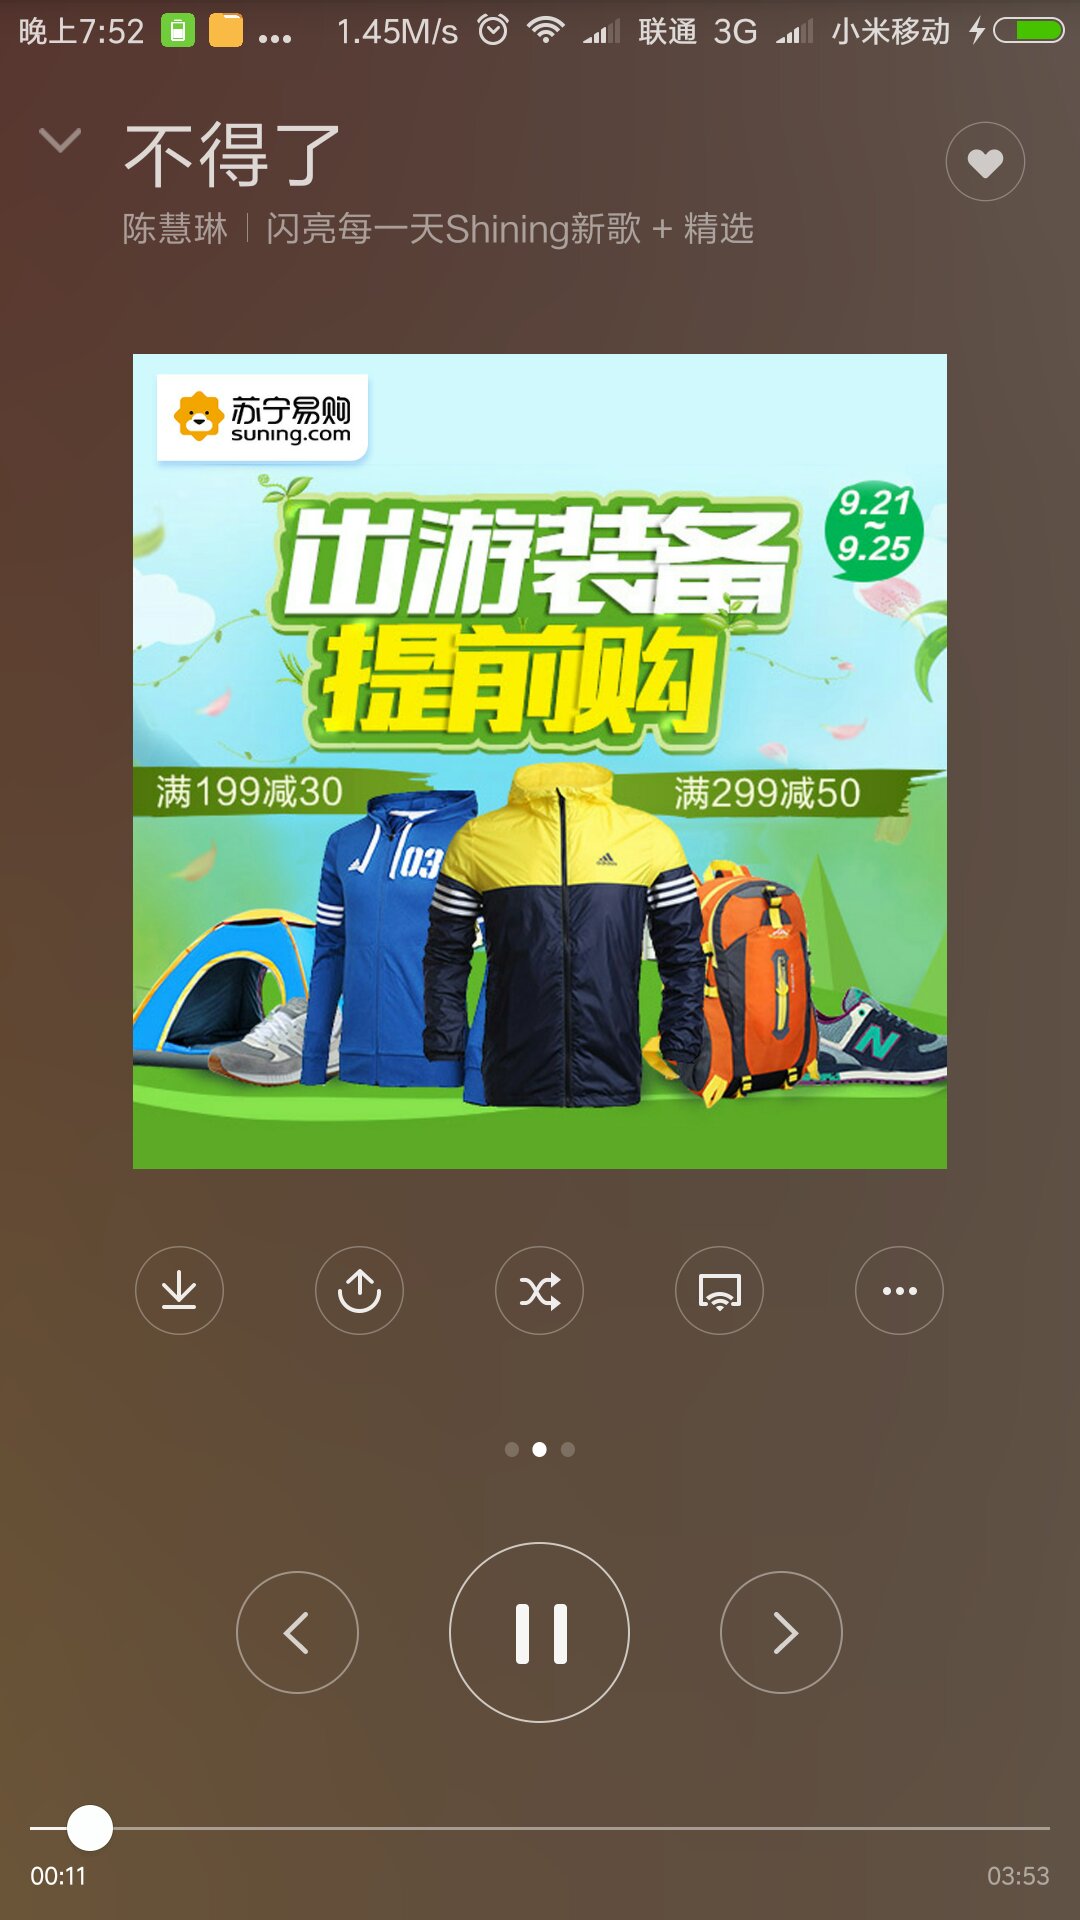 晚上7:52 ... 1.45M/s 联通 3G 小米移动
不得了
陈慧琳 | 闪亮每一天Shining新歌 + 精选
苏宁易购
suning.com
出游装备
9.21
~
9.25
提前购
满199减30
满299减50
03
adidas
N
00:11
03:53